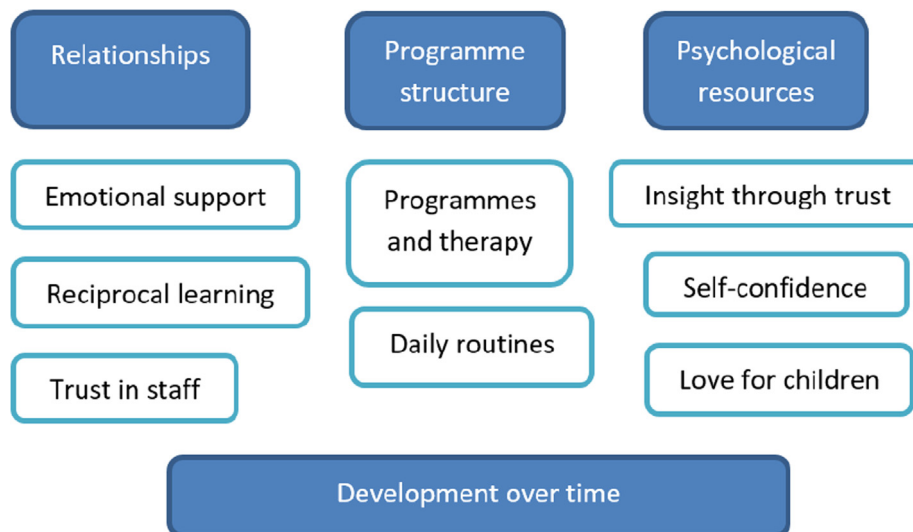 Relationships
Programme
structure
Psychological
resources
Emotional support
Programmes
and therapy
Insight through trust
Reciprocal learning
Self-confidence
Daily routines
Trust in staff
Love for children
Development over time